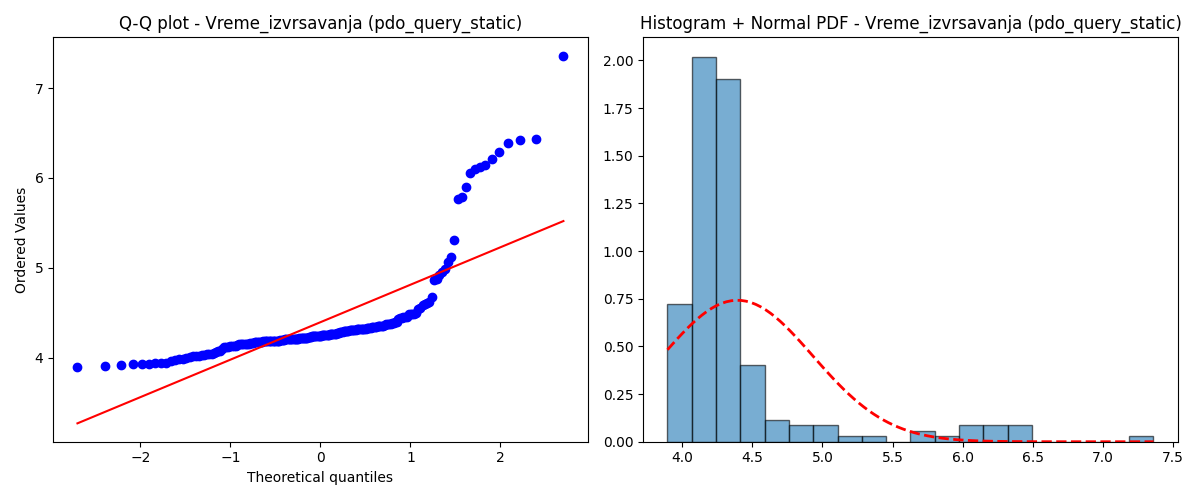 Q-Q plot - Vreme_izvrsavanja (pdo_query_static)
7
6
5
4
Ordered Values
−2 −1 0 1 2
Theoretical quantiles
Histogram + Normal PDF - Vreme_izvrsavanja (pdo_query_static)
2.00
1.75
1.50
1.25
1.00
0.75
0.50
0.25
0.00
4.0 4.5 5.0 5.5 6.0 6.5 7.0 7.5